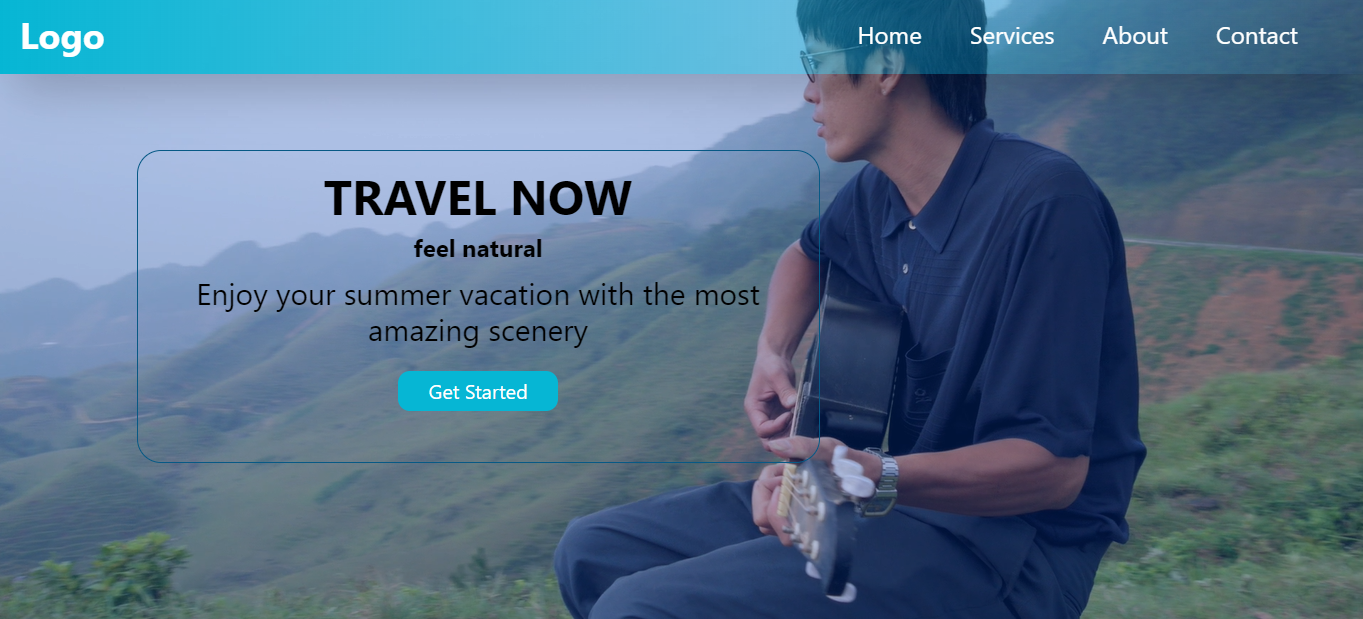 Logo
Home Services About Contact
TRAVEL NOW
feel natural
Enjoy your summer vacation with the most
amazing scenery
Get Started